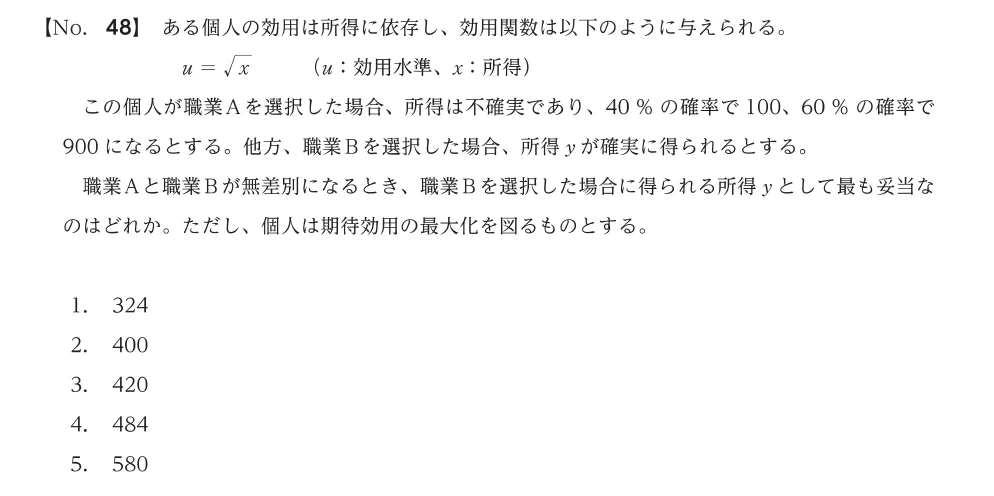 【No. 48】 ある個人の効用は所得に依存し、効用関数は以下のように与えられる。
u = √x (u：効用水準、x：所得)
この個人が職業Ａを選択した場合、所得は不確実であり、40 % の確率で 100、60 % の確率で
900 になるとする。他方、職業Ｂを選択した場合、所得 y が確実に得られるとする。
職業Ａと職業Ｂが無差別になるとき、職業Ｂを選択した場合に得られる所得 y として最も妥当な
のはどれか。ただし、個人は期待効用の最大化を図るものとする。
1. 324
2. 400
3. 420
4. 484
5. 580